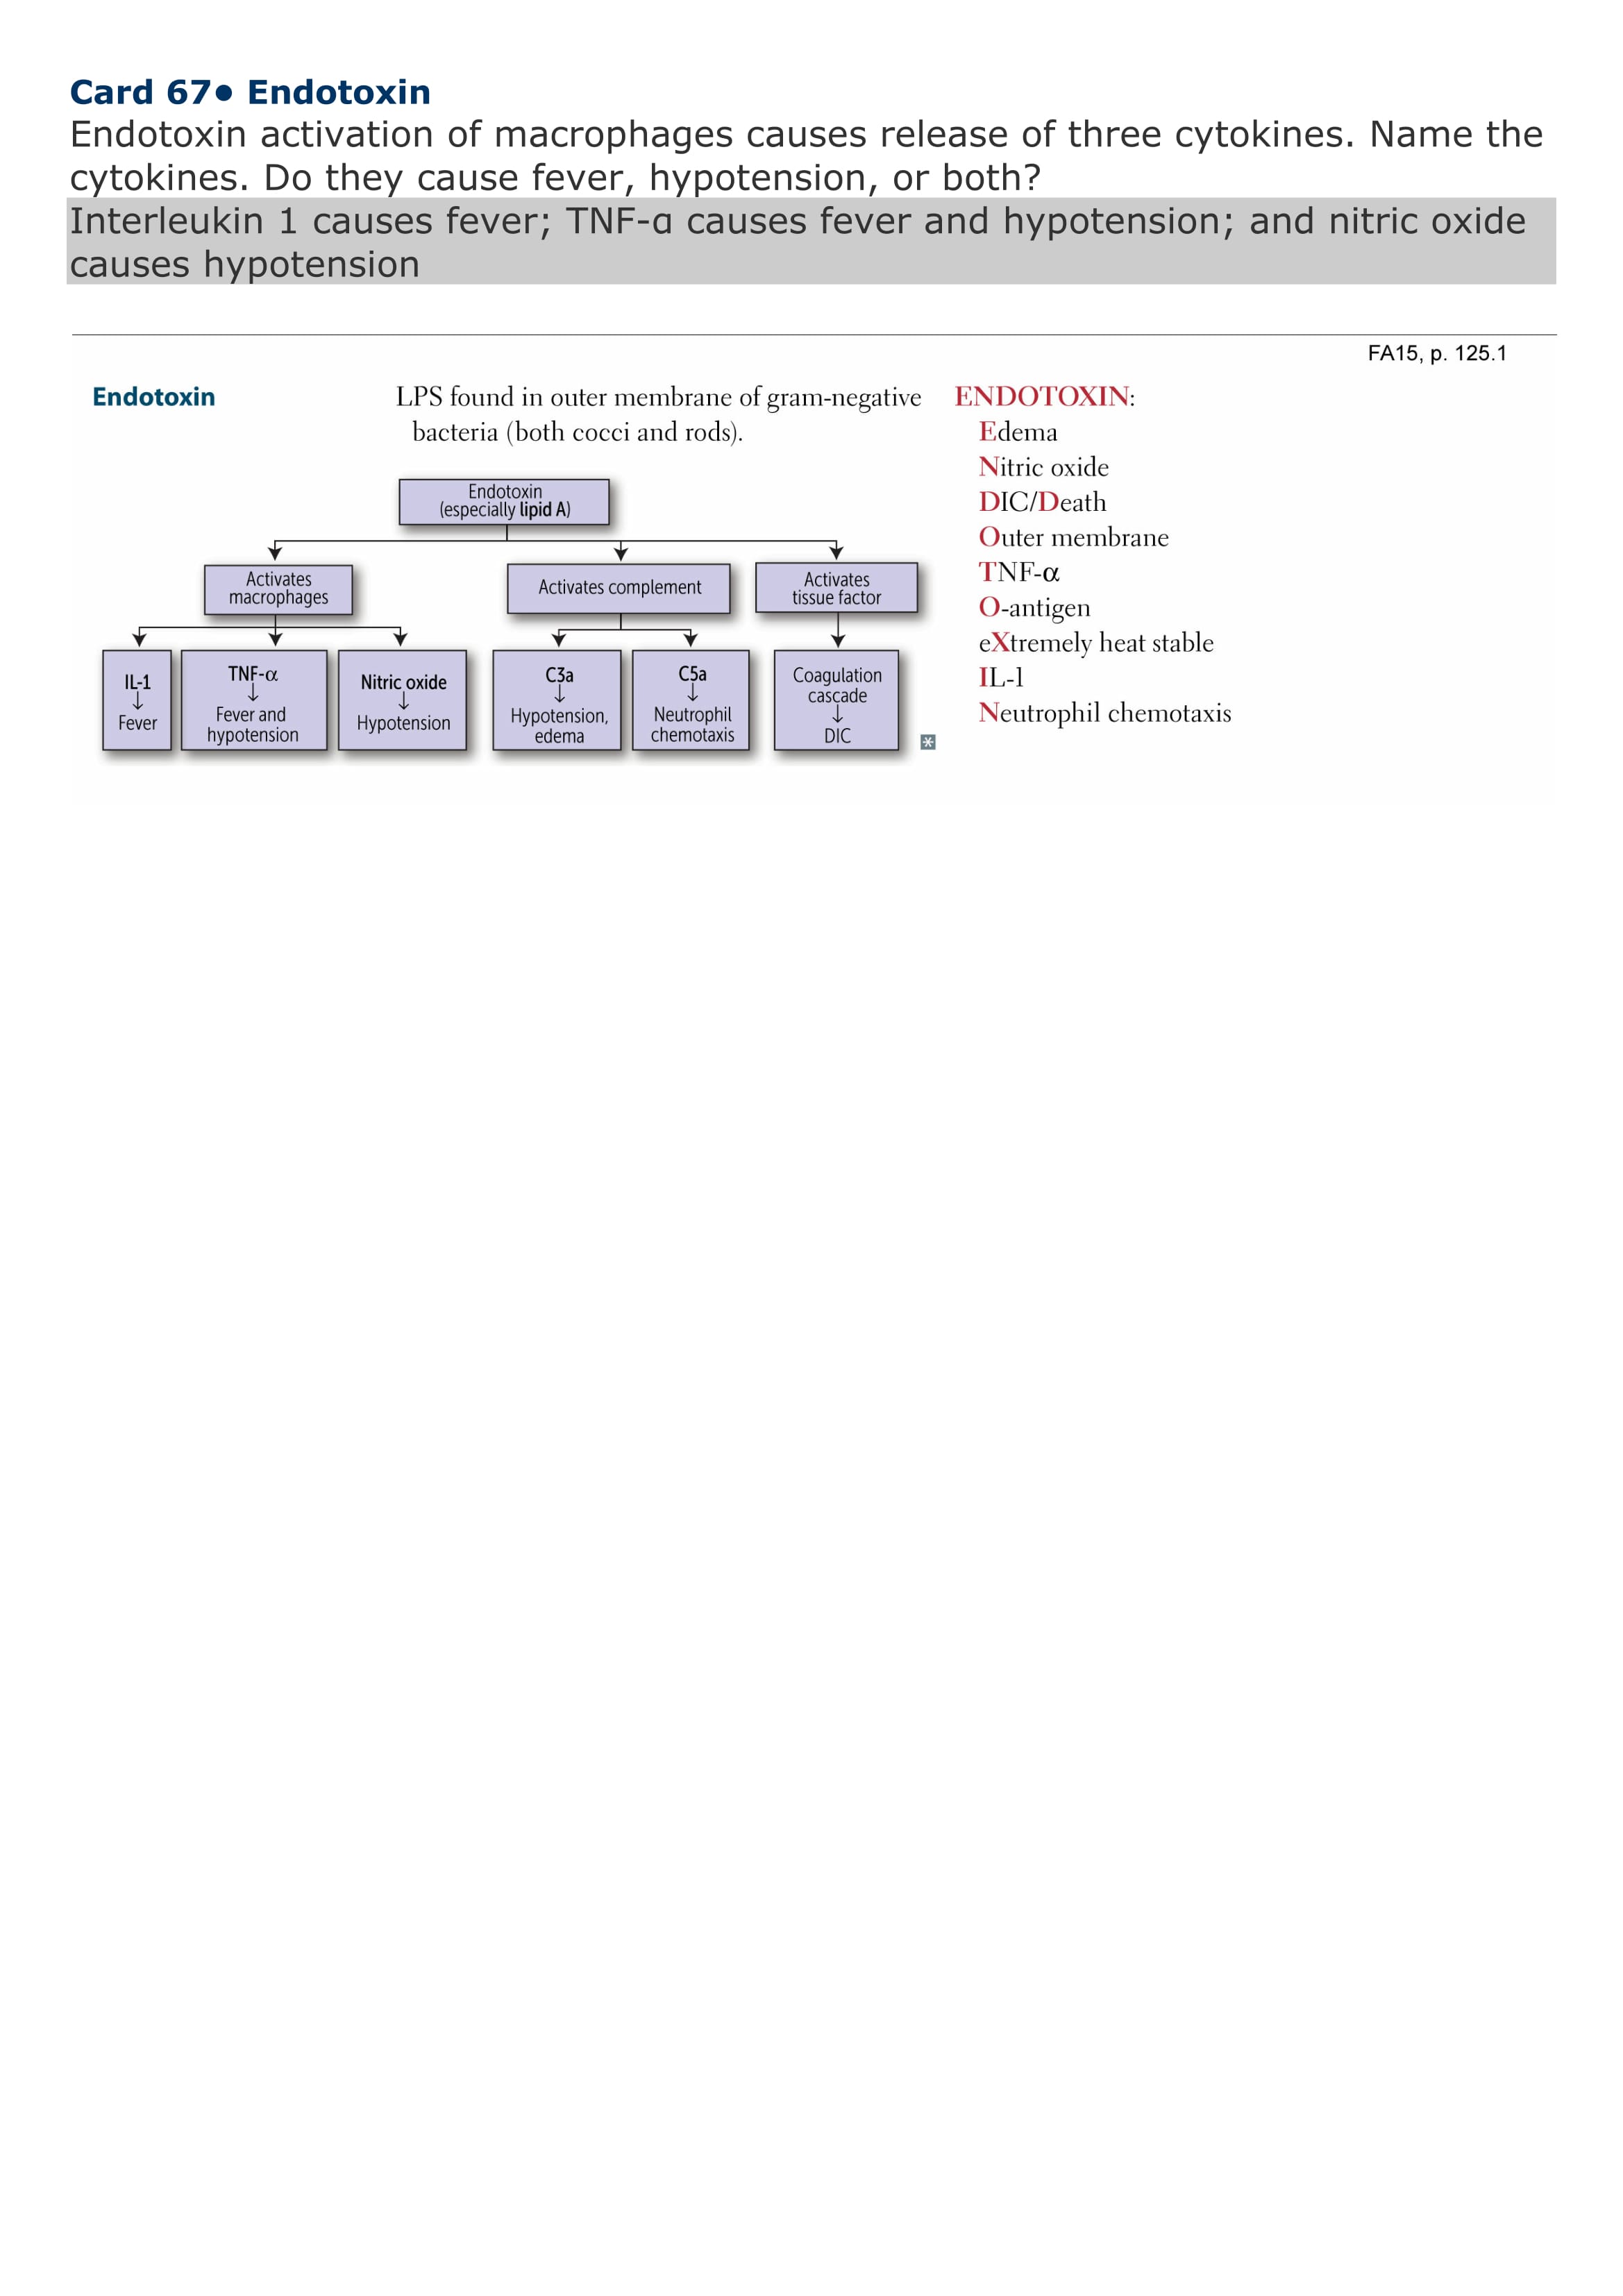 Card 67● Endotoxin
Endotoxin activation of macrophages causes release of three cytokines. Name the
cytokines. Do they cause fever, hypotension, or both?
Interleukin 1 causes fever; TNF-α causes fever and hypotension; and nitric oxide
causes hypotension
FA15, p. 125.1
Endotoxin
LPS found in outer membrane of gram-negative
bacteria (both cocci and rods).
Endotoxin
(especially lipid A)
Activates
macrophages
Activates complement
Activates
tissue factor
IL-1
↓
Fever
TNF-α
↓
Fever and
hypotension
Nitric oxide
↓
Hypotension
C3a
↓
Hypotension,
edema
C5a
↓
Neutrophil
chemotaxis
Coagulation
cascade
↓
DIC
*
ENDOTOXIN:
Edema
Nitric oxide
DIC/Death
Outer membrane
TNF-α
O-antigen
eXtremely heat stable
IL-1
Neutrophil chemotaxis